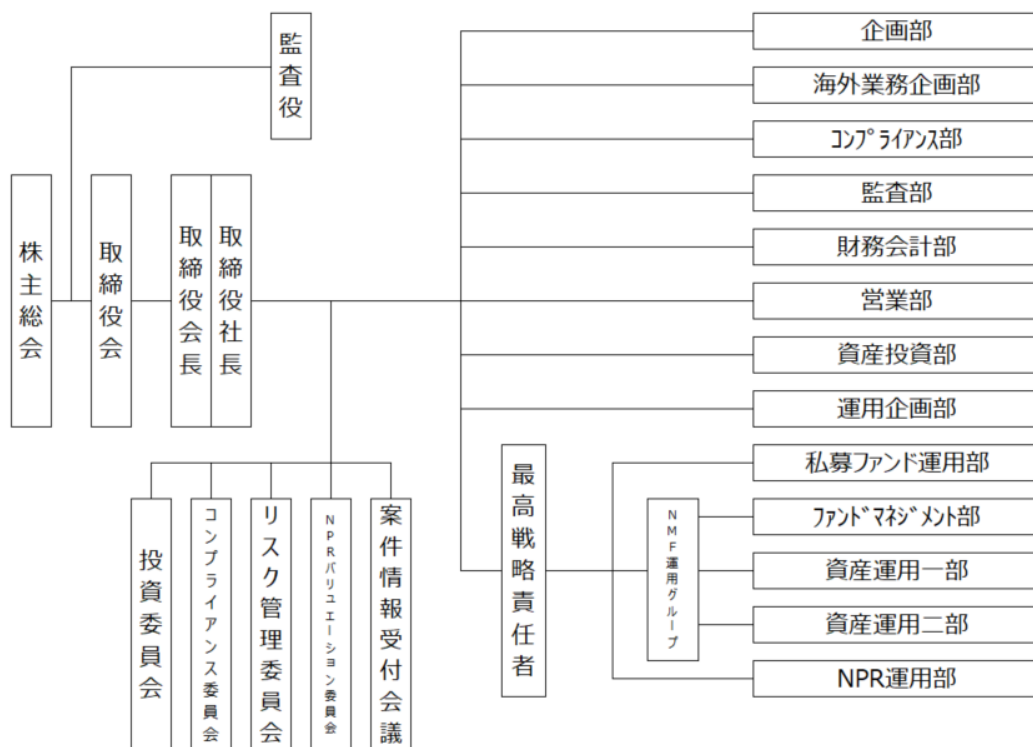 監査役
株主総会
取締役会
取締役会長
取締役社長
投資委員会
コンプライアンス委員会
リスク管理委員会
NPRバリュエーション委員会
案件情報受付会議
企画部
海外業務企画部
ｺﾝﾌﾟﾗｲｱﾝｽ部
監査部
財務会計部
営業部
資産投資部
運用企画部
最高戦略責任者
私募ファンド運用部
NMF運用グループ
ﾌｧﾝﾄﾞﾏﾈｼﾞﾒﾝﾄ部
資産運用一部
資産運用二部
NPR運用部